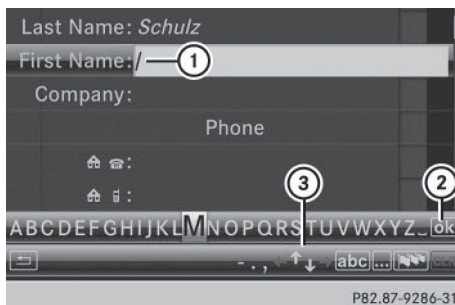 Last Name: Schulz
First Name: /
1
Company:
Phone
:
:
3
2
ABCDEFGHIJKLMNOPQRSTUVWXYZ_ ok
- . , ←↑↓→ abc ...
P82.87-9286-31